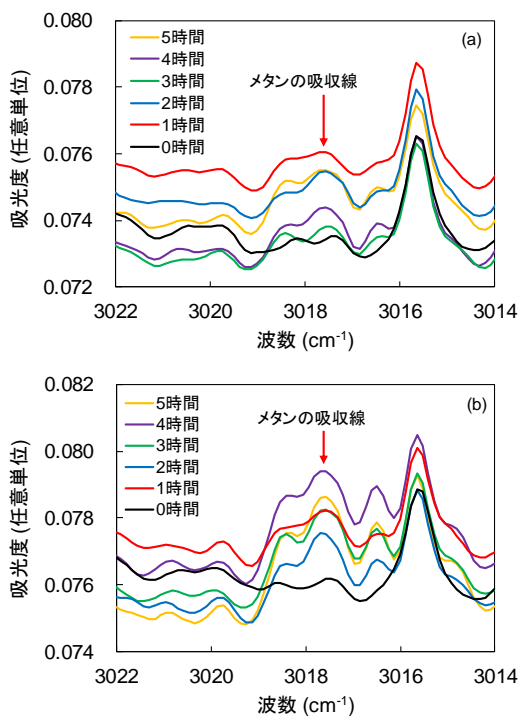 0.080
0.078
0.076
0.074
0.072
吸光度 (任意単位)
5時間
4時間
3時間
2時間
1時間
0時間
(a)
メタンの吸収線
3022
3020
3018
3016
3014
波数 (cm-1)
0.082
0.080
0.078
0.076
0.074
吸光度 (任意単位)
5時間
4時間
3時間
2時間
1時間
0時間
(b)
メタンの吸収線
3022
3020
3018
3016
3014
波数 (cm-1)